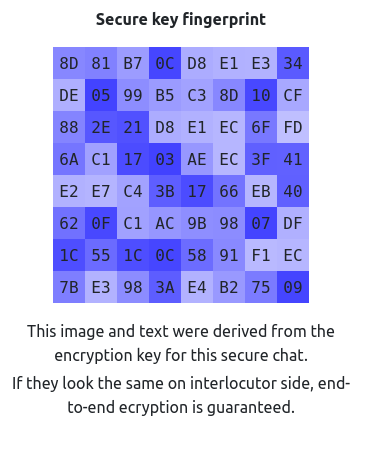 Secure key fingerprint
8D 81 B7 0C D8 E1 E3 34
DE 05 99 B5 C3 8D 10 CF
88 2E 21 D8 E1 EC 6F FD
6A C1 17 03 AE EC 3F 41
E2 E7 C4 3B 17 66 EB 40
62 0F C1 AC 9B 98 07 DF
1C 55 1C 0C 58 91 F1 EC
7B E3 98 3A E4 B2 75 09
This image and text were derived from the
encryption key for this secure chat.
If they look the same on interlocutor side, end-
to-end ecryption is guaranteed.